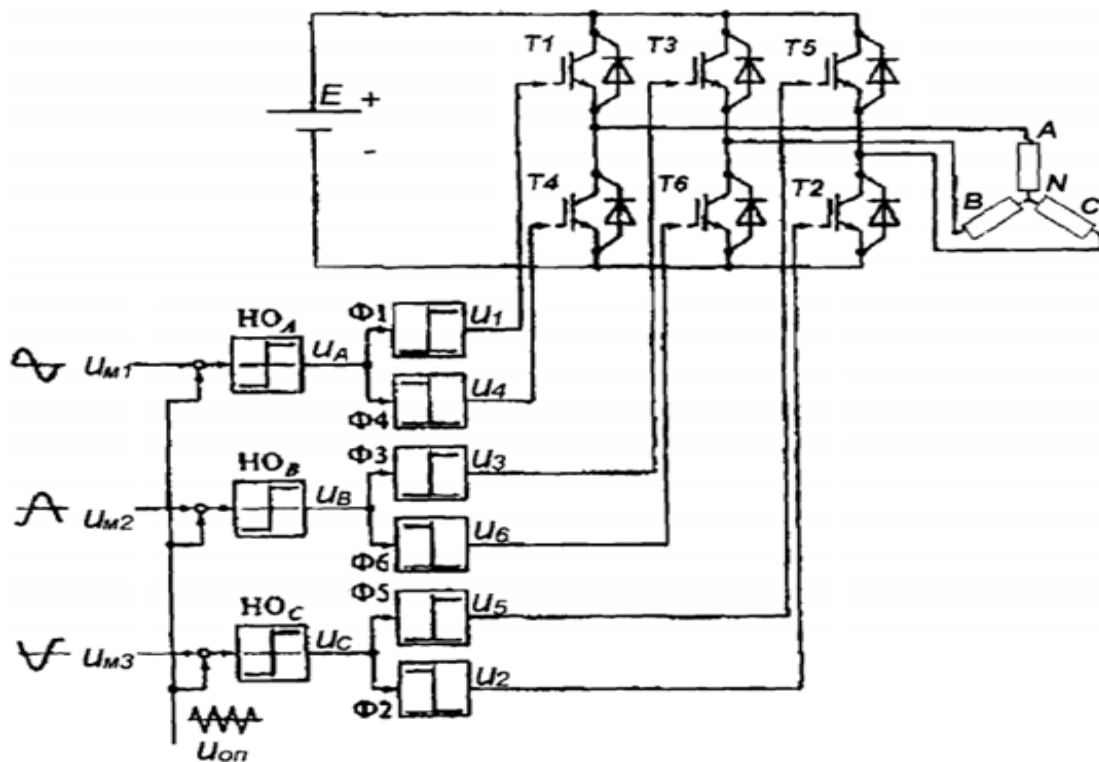 T1 T3 T5
E +
-
T4 T6 T2
A
N
B C
Φ1 u1
HOA uA
uM1
u4
Φ4
Φ3 u3
HOB uB
uM2
u6
Φ6
Φ5 u5
HOC uC
uM3
u2
Φ2
uоп